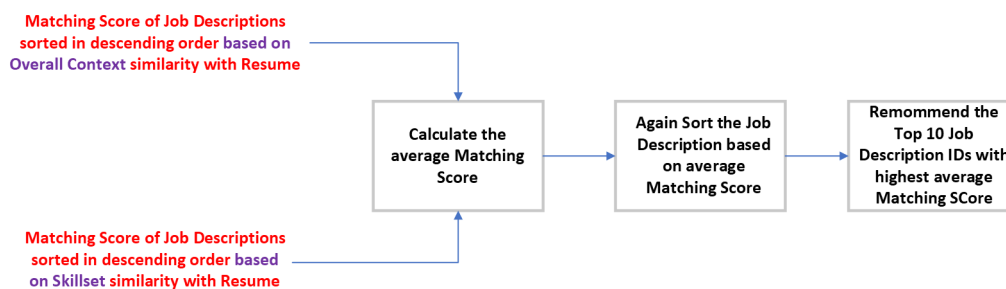 Matching Score of Job Descriptions
sorted in descending order based on
Overall Context similarity with Resume
Calculate the
average Matching
Score
Again Sort the Job
Description based
on average
Matching Score
Remommend the
Top 10 Job
Description IDs with
highest average
Matching SCore
Matching Score of Job Descriptions
sorted in descending order based
on Skillset similarity with Resume